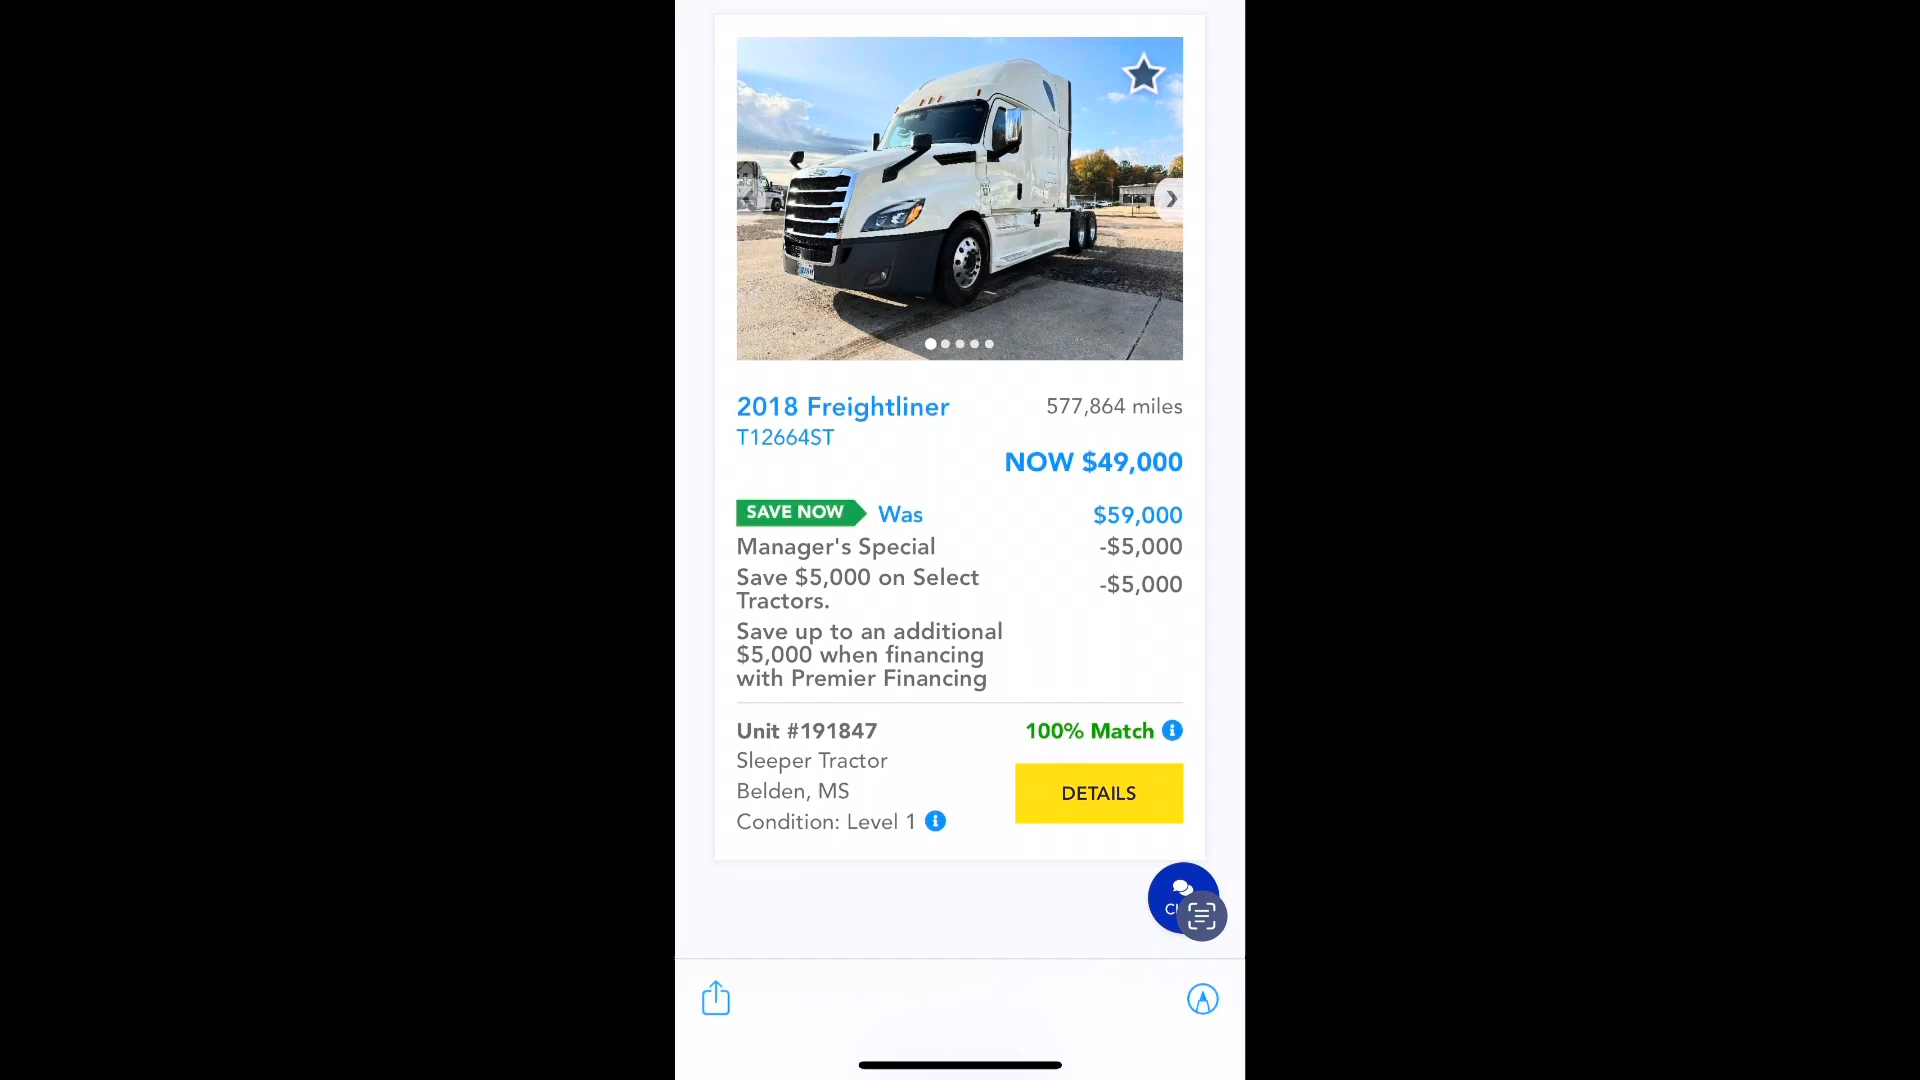 2018 Freightliner
577,864 miles
T12664ST
NOW $49,000
SAVE NOW Was $59,000
Manager's Special -$5,000
Save $5,000 on Select
Tractors.
-$5,000
Save up to an additional
$5,000 when financing
with Premier Financing
Unit #191847
100% Match
Sleeper Tractor
Belden, MS
DETAILS
Condition: Level 1